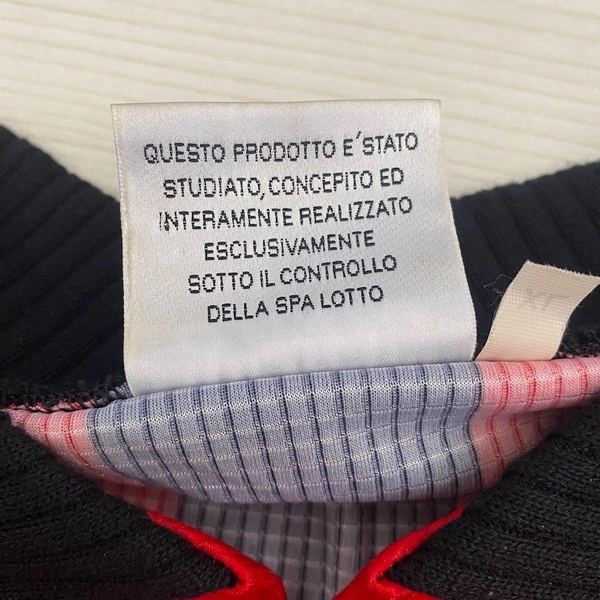 QUESTO PRODOTTO E´STATO
STUDIATO, CONCEPITO ED
INTERAMENTE REALIZZATO
ESCLUSIVAMENTE
SOTTO IL CONTROLLO
DELLA SPA LOTTO